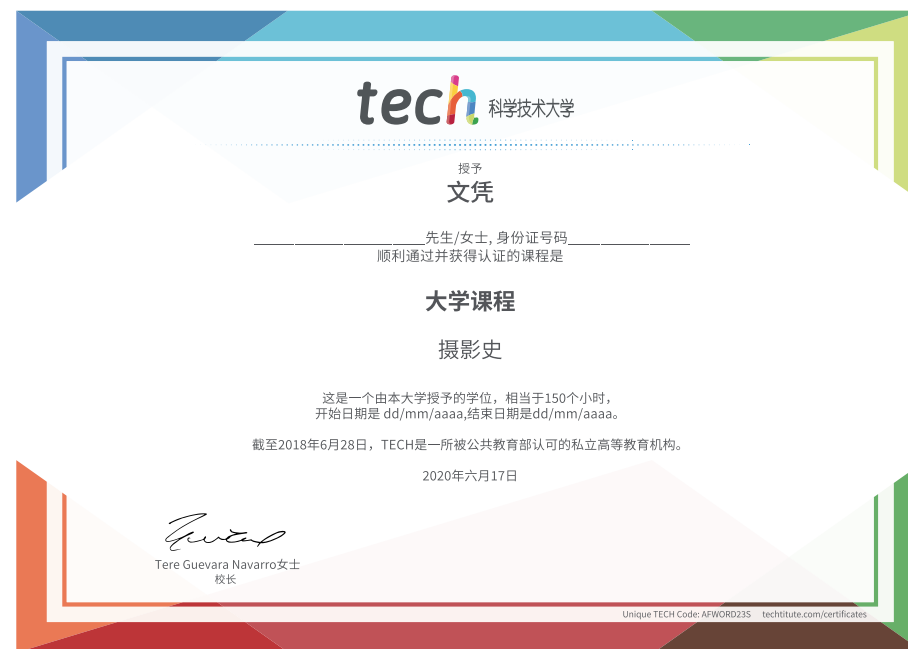 tech 科学技术大学
授予
文凭
先生/女士, 身份证号码
顺利通过并获得认证的课程是
大学课程
摄影史
这是一个由本大学授予的学位，相当于150个小时，
开始日期是 dd/mm/aaaa,结束日期是dd/mm/aaaa。
截至2018年6月28日，TECH是一所被公共教育部认可的私立高等教育机构。
2020年六月17日
Tere Guevara Navarro女士
校长
Unique TECH Code: AFWORD23S techtitute.com/certificates